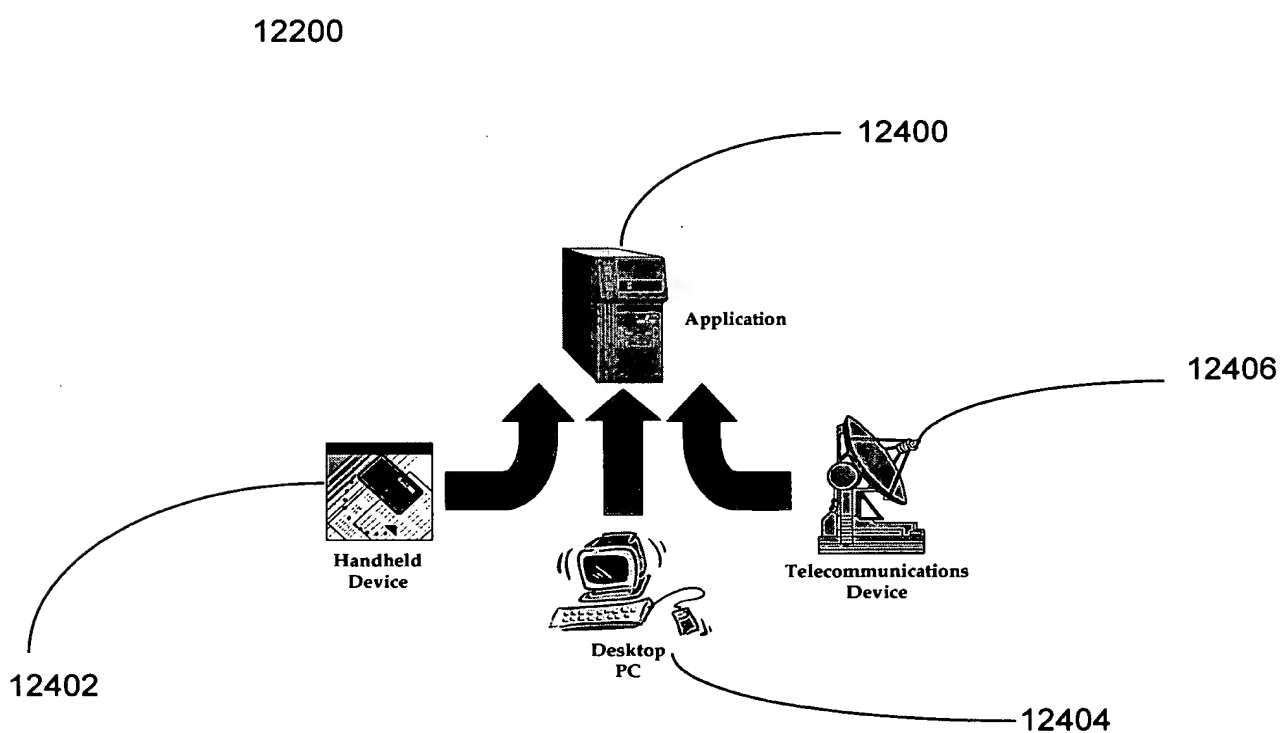 12200
12400
Application
12406
Handheld
Device
Telecommunications
Device
Desktop
PC
12402
12404